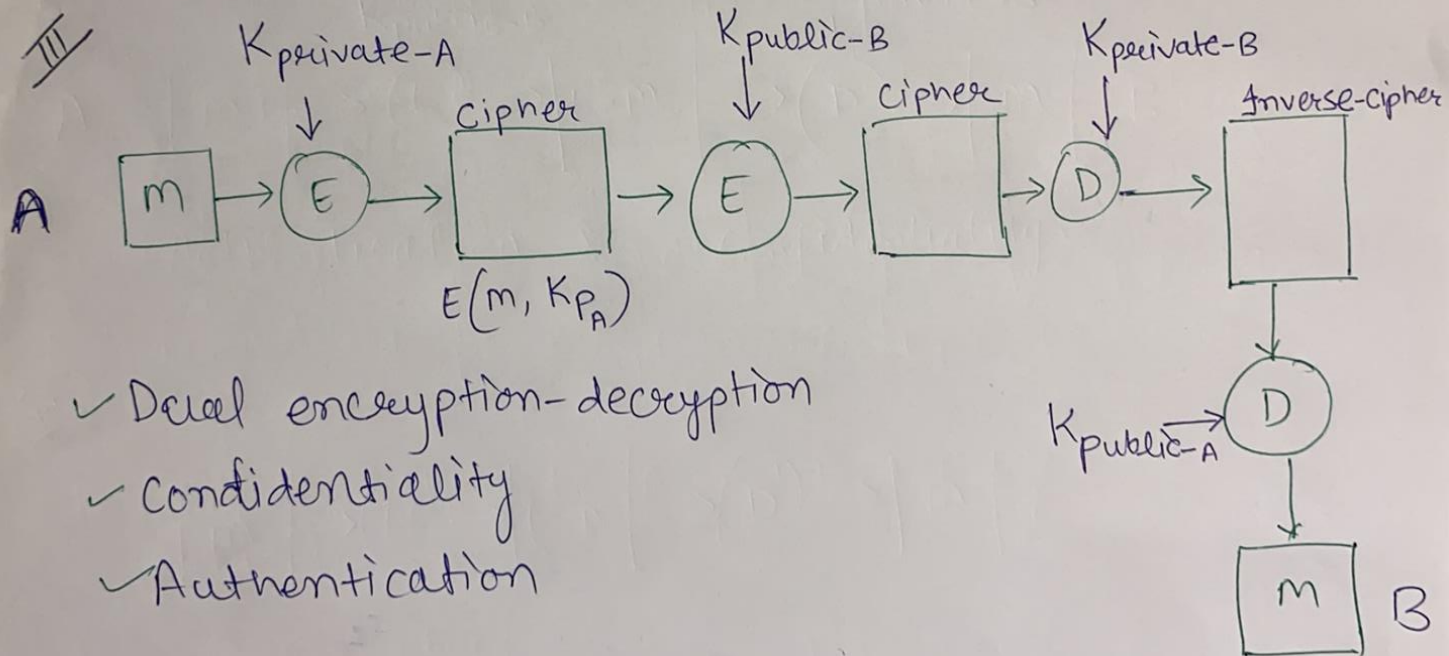 III
Kprivate-A
Kpublic-B
Kprivate-B
Cipher
Cipher
Inverse-cipher
A
m
E
E
D
E(m, KPA)
Dual encryption-decryption
Confidentiality
Authentication
Kpublic-A
D
m
B